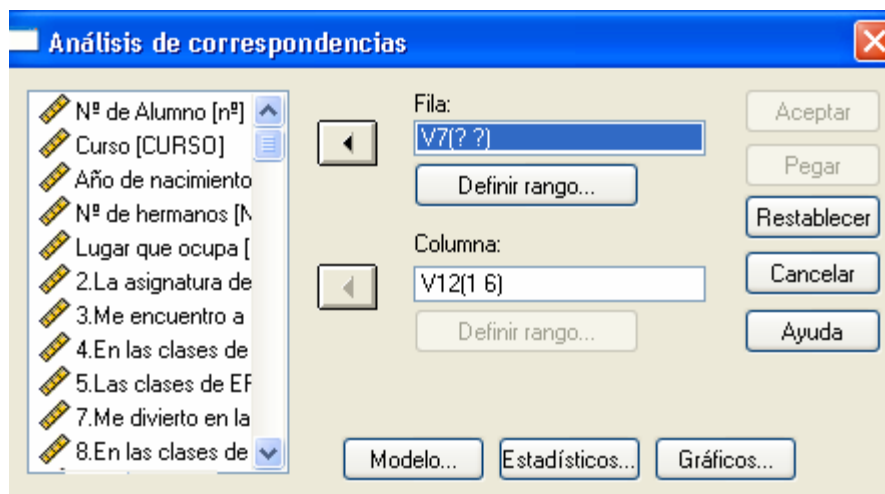 Análisis de correspondencias
Nº de Alumno [nº]
Curso [CURSO]
Año de nacimiento
Nº de hermanos [N
Lugar que ocupa [
2.La asignatura de
3.Me encuentro a
4.En las clases de
5.Las clases de EF
7.Me divierto en la
8.En las clases de
Fila:
V7(? ?)
Definir rango...
Columna:
V12(1 6)
Definir rango...
Modelo...
Estadísticos...
Gráficos...
Aceptar
Pegar
Restablecer
Cancelar
Ayuda